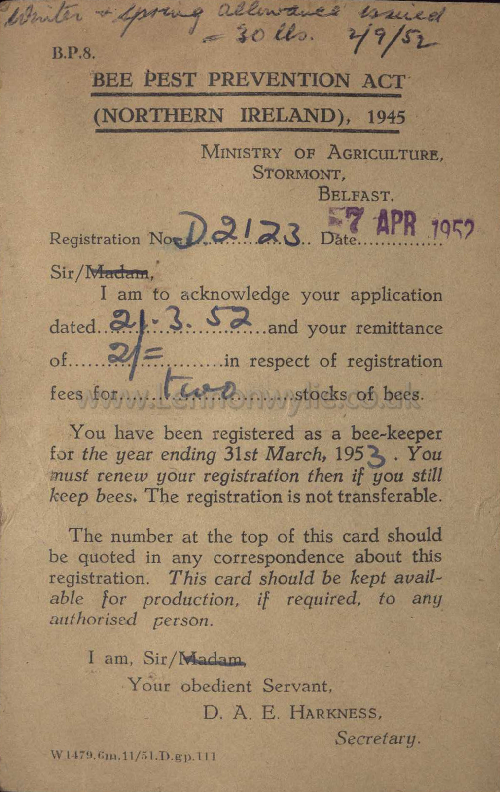 Winter + Spring allowance issued
= 30 lbs. 2/9/52
B.P.8.
BEE PEST PREVENTION ACT
(NORTHERN IRELAND), 1945
MINISTRY OF AGRICULTURE,
STORMONT,
BELFAST.
Registration No. D2123 Date 7 APR 1952
Sir/Madam,
I am to acknowledge your application
dated 21.3.52 and your remittance
of 2/= in respect of registration
fees for two stocks of bees.
www.Lennonwylie.co.uk
You have been registered as a bee-keeper
for the year ending 31st March, 1953. You
must renew your registration then if you still
keep bees. The registration is not transferable.
The number at the top of this card should
be quoted in any correspondence about this
registration. This card should be kept avail-
able for production, if required, to any
authorised person.
I am, Sir/Madam,
Your obedient Servant,
D. A. E. HARKNESS,
Secretary.
W1479.6m.11/51.D.gp.111